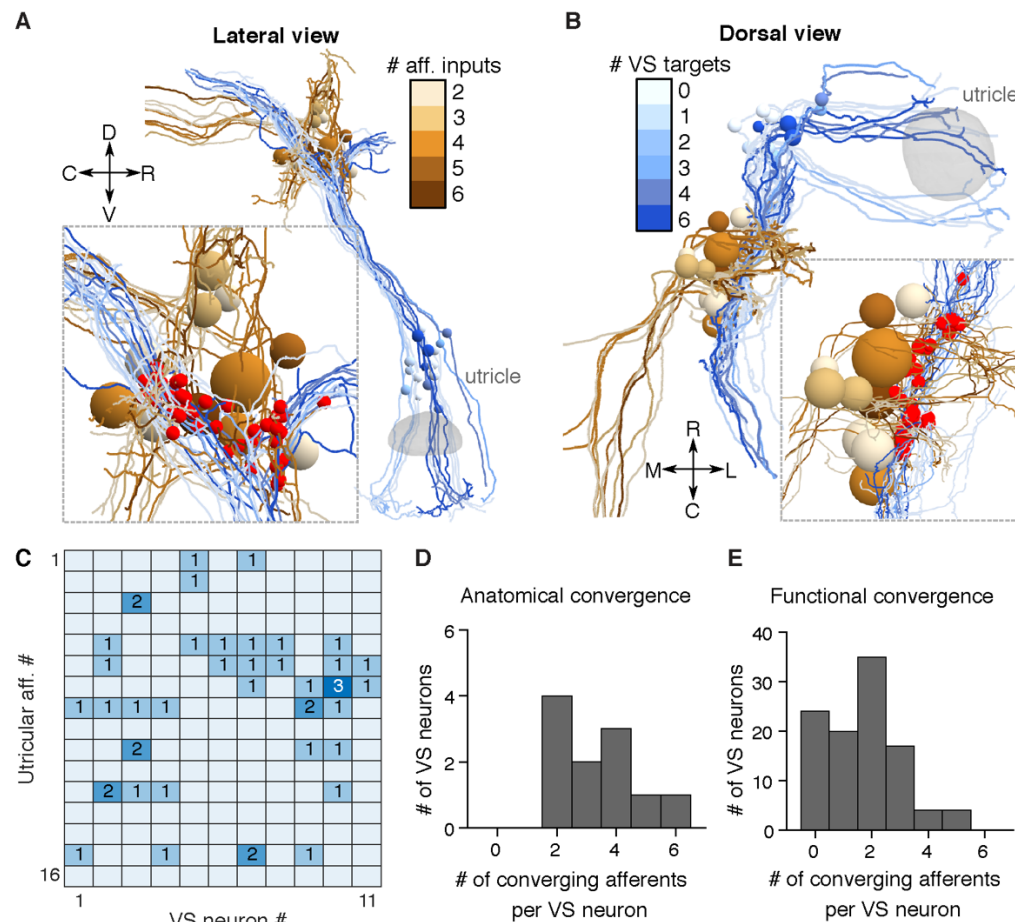 A
Lateral view
# aff. inputs
2
3
4
5
6
D
C
R
V
utricle
B
Dorsal view
# VS targets
0
1
2
3
4
6
utricle
R
M
L
C
C
Utricular aff. #
1
1 1
1
2
1 1 1 1 1 1
1 1 1 1 1 1
1 1 3 1
1 1 1 1 2 1
2 1 1
2 1 1 1
1 1 2 1
16
1 11
VS neuron #
D
Anatomical convergence
# of VS neurons
6
4
2
0
0 2 4 6
# of converging afferents
per VS neuron
E
Functional convergence
# of VS neurons
40
30
20
10
0
0 2 4 6
# of converging afferents
per VS neuron